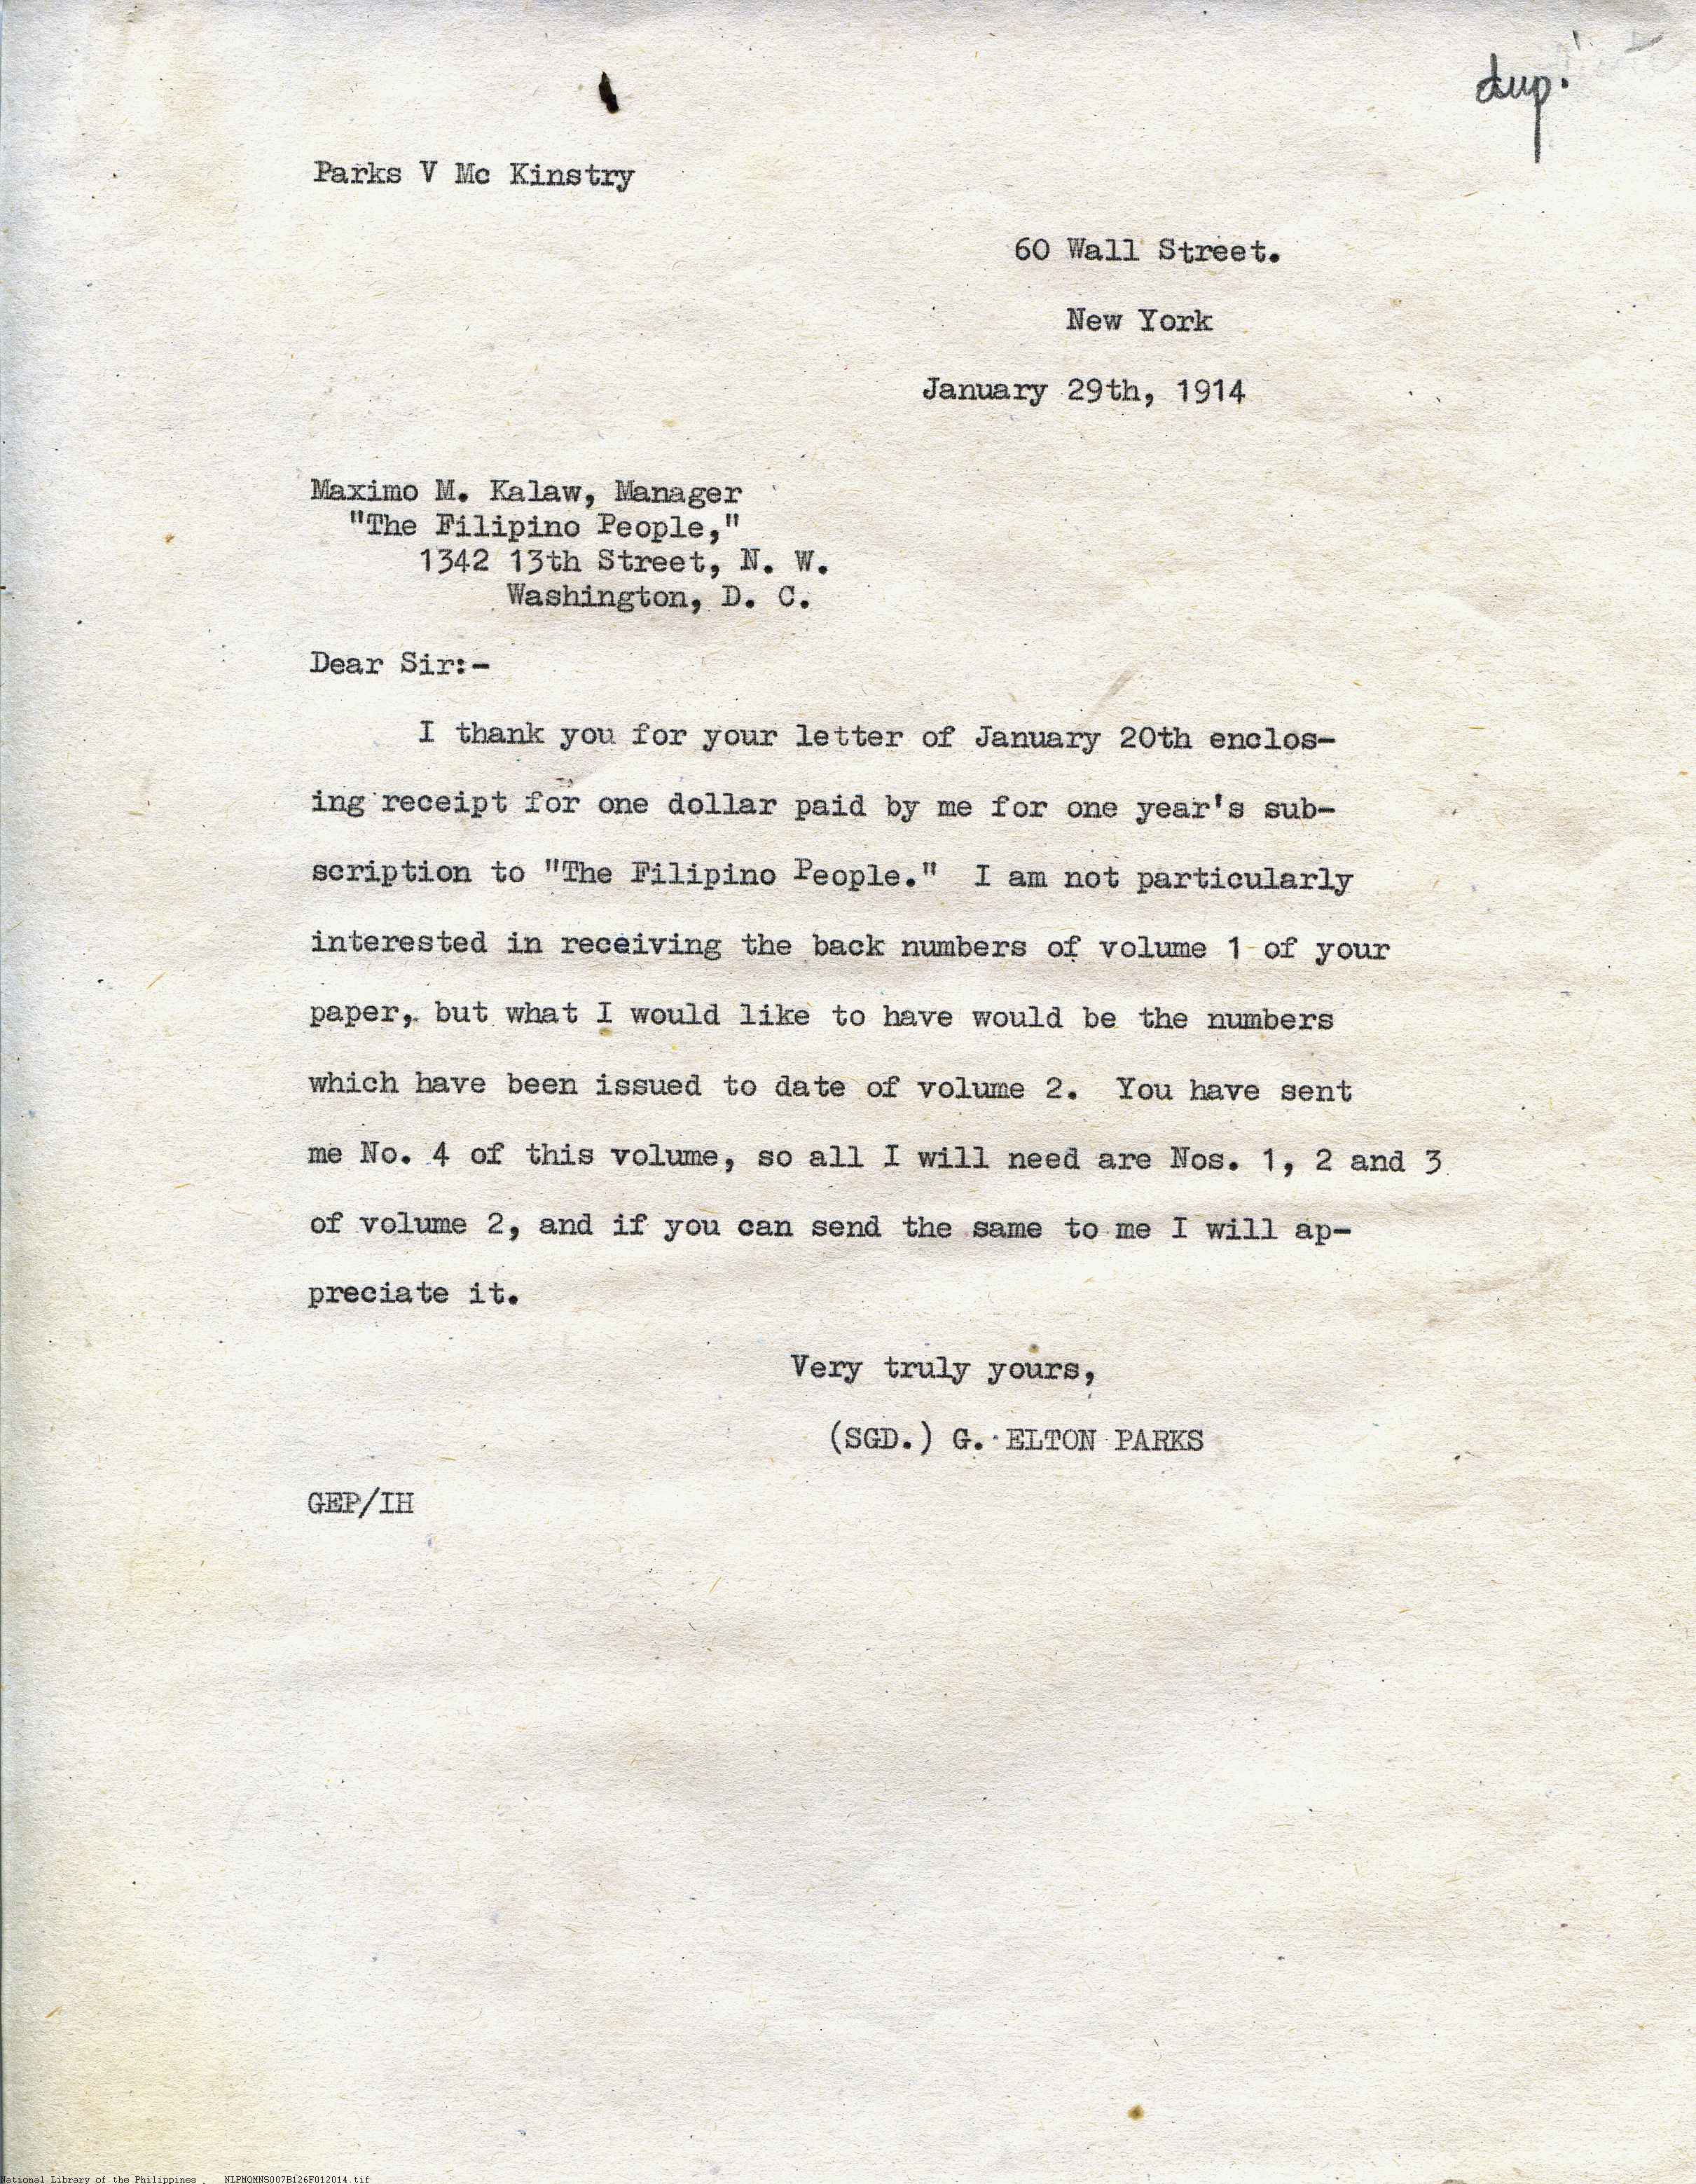 dup.
Parks V Mc Kinstry
60 Wall Street.
New York
January 29th, 1914
Maximo M. Kalaw, Manager
"The Filipino People,"
1342 13th Street, N. W.
Washington, D. C.
Dear Sir:-
I thank you for your letter of January 20th enclos-
ing receipt for one dollar paid by me for one year's sub-
scription to "The Filipino People." I am not particularly
interested in receiving the back numbers of volume 1 of your
paper, but what I would like to have would be the numbers
which have been issued to date of volume 2. You have sent
me No. 4 of this volume, so all I will need are Nos. 1, 2 and 3
of volume 2, and if you can send the same to me I will ap-
preciate it.
Very truly yours,
(SGD.) G. ELTON PARKS
GEP/IH
National Library of the Philippines NLPMQMNS007B126F012014.tif